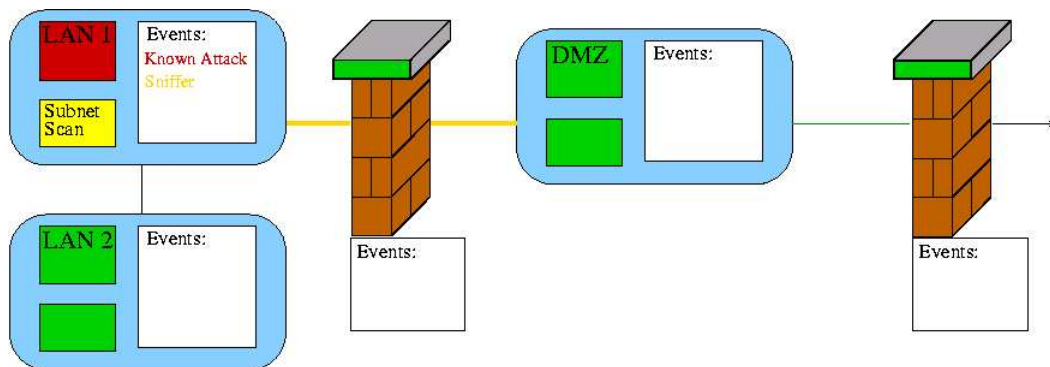 LAN 1
Events:
Known Attack
Sniffer
Subnet
Scan
DMZ
Events:
LAN 2
Events:
Events:
Events: